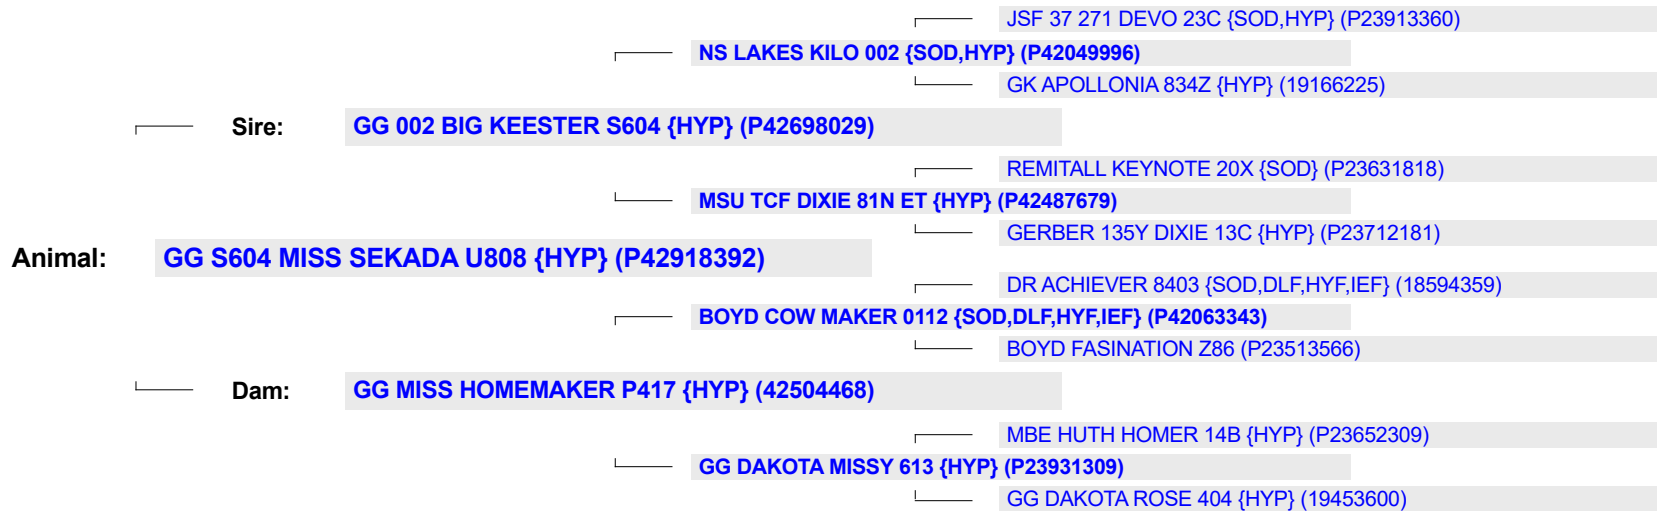 JSF 37 271 DEVO 23C {SOD,HYP} (P23913360)
NS LAKES KILO 002 {SOD,HYP} (P42049996)
GK APOLLONIA 834Z {HYP} (19166225)
Sire: GG 002 BIG KEESTER S604 {HYP} (P42698029)
REMITALL KEYNOTE 20X {SOD} (P23631818)
MSU TCF DIXIE 81N ET {HYP} (P42487679)
GERBER 135Y DIXIE 13C {HYP} (P23712181)
Animal: GG S604 MISS SEKADA U808 {HYP} (P42918392)
DR ACHIEVER 8403 {SOD,DLF,HYF,IEF} (18594359)
BOYD COW MAKER 0112 {SOD,DLF,HYF,IEF} (P42063343)
BOYD FASINATION Z86 (P23513566)
Dam: GG MISS HOMEMAKER P417 {HYP} (42504468)
MBE HUTH HOMER 14B {HYP} (P23652309)
GG DAKOTA MISSY 613 {HYP} (P23931309)
GG DAKOTA ROSE 404 {HYP} (19453600)